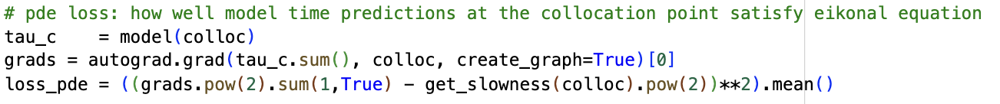 # pde loss: how well model time predictions at the collocation point satisfy eikonal equation
tau_c    = model(colloc)
grads = autograd.grad(tau_c.sum(), colloc, create_graph=True)[0]
loss_pde = ((grads.pow(2).sum(1,True) - get_slowness(colloc).pow(2))**2).mean()